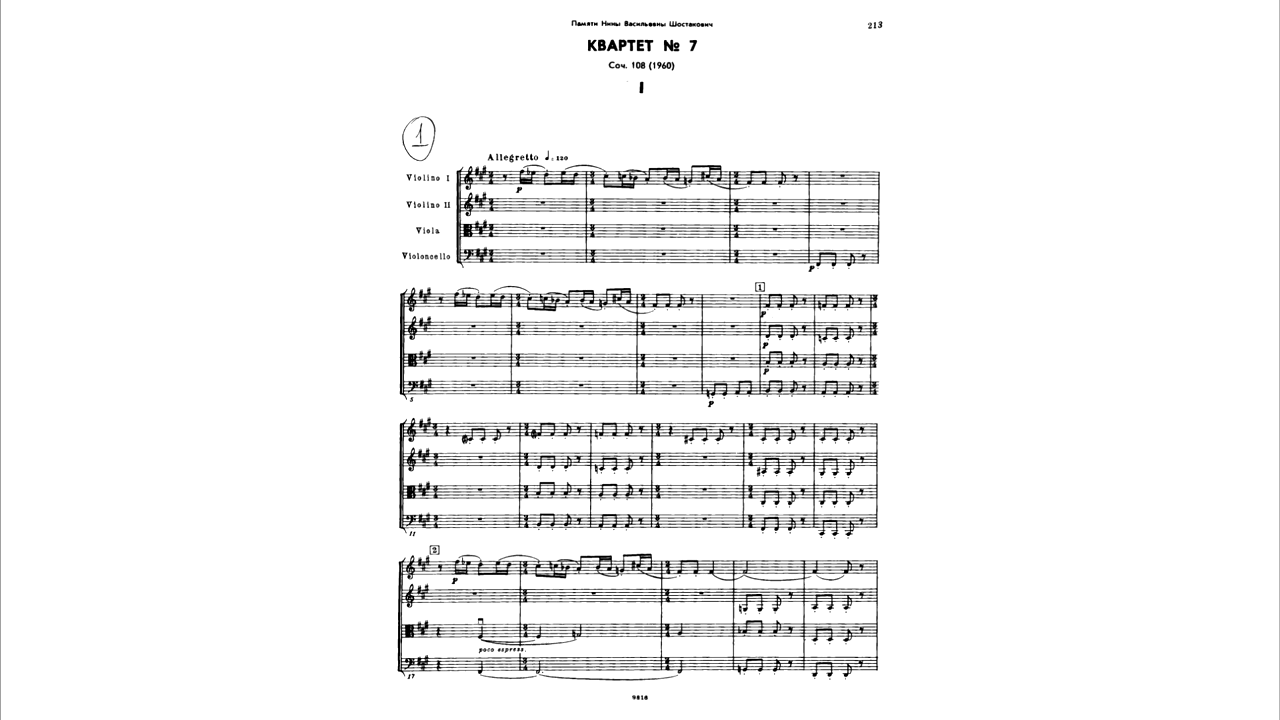 Памяти Нины Васильевны Шостакович
213
КВАРТЕТ № 7
Соч. 108 (1960)
I
1
Allegretto ♩= 120
Violino I
p
Violino II
Viola
Violoncello
p
1
p
p
p
5
p
11
2
p
poco espress.
17
9818